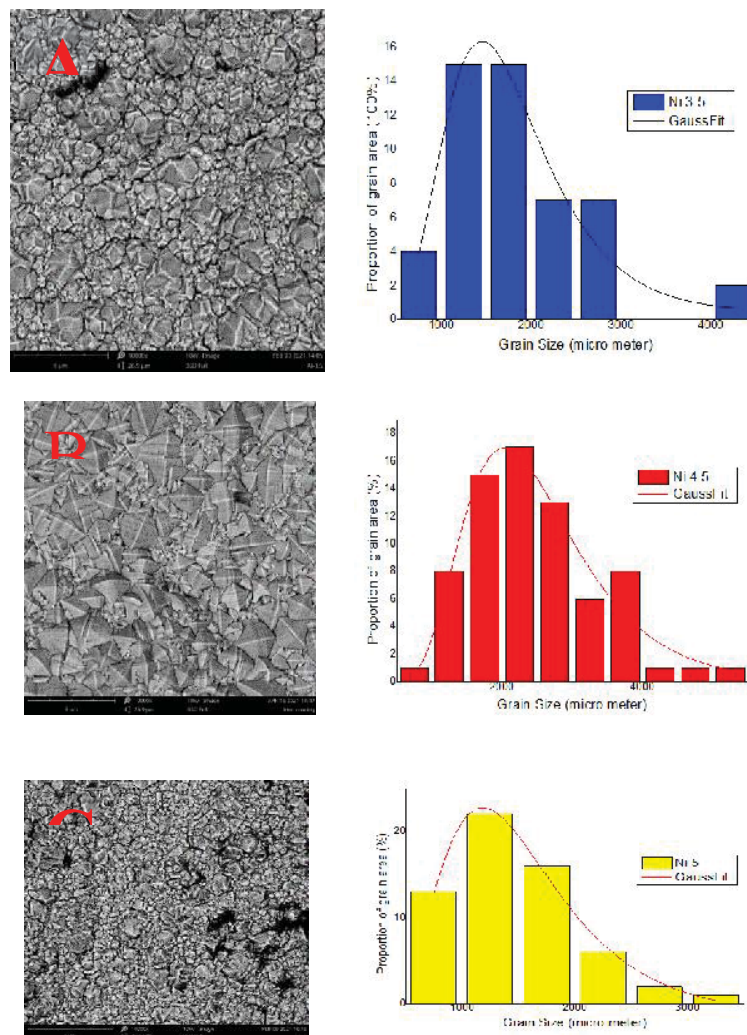 A
16
14
12
10
8
6
4
2
0
Proportion of grain area (100%)
Ni 3.5
GaussFit
1000
2000
3000
4000
Grain Size (micro meter)
B
18
16
14
12
10
8
6
4
2
0
Proportion of grain area (%)
Ni 4.5
GaussFit
2000
4000
Grain Size (micro meter)
C
20
10
0
Proportion of grain area (%)
Ni 5
GaussFit
1000
2000
3000
Grain Size (micro meter)